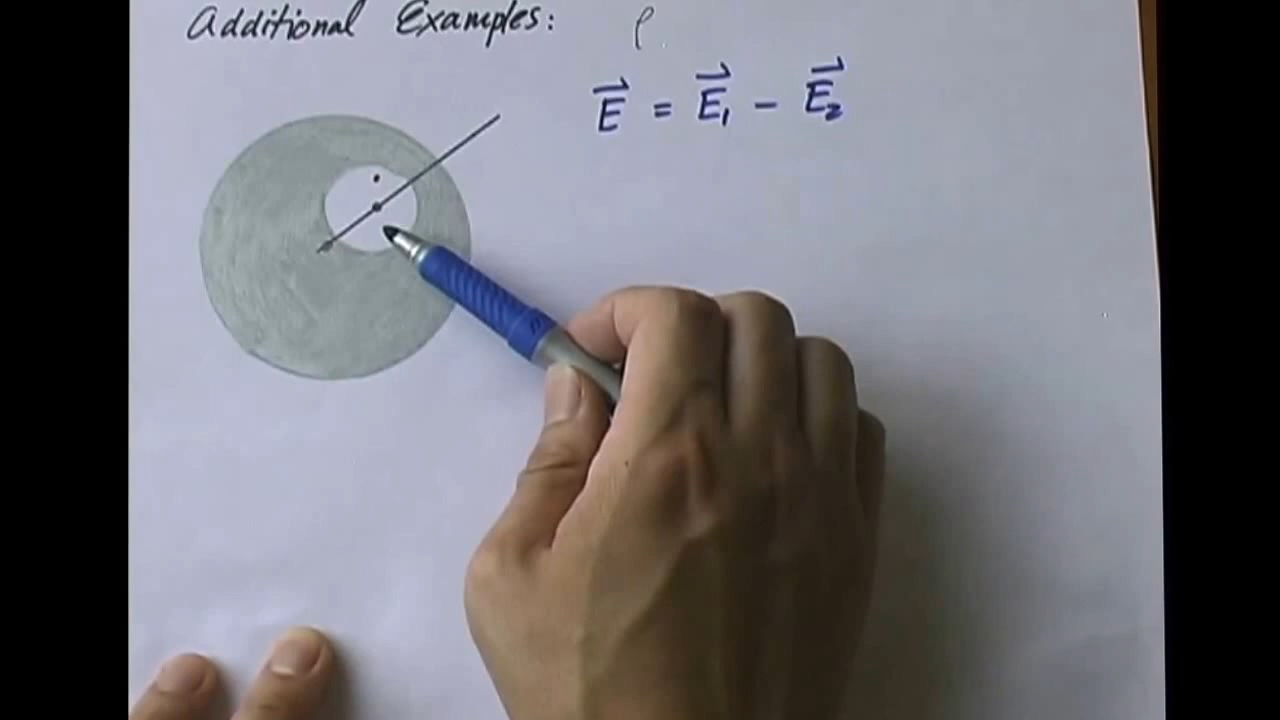 Additional Examples: ρ
E⃗ = E⃗₁ − E⃗₂